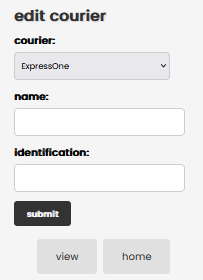 edit courier
courier:
ExpressOne
name:
identification:
submit
view home